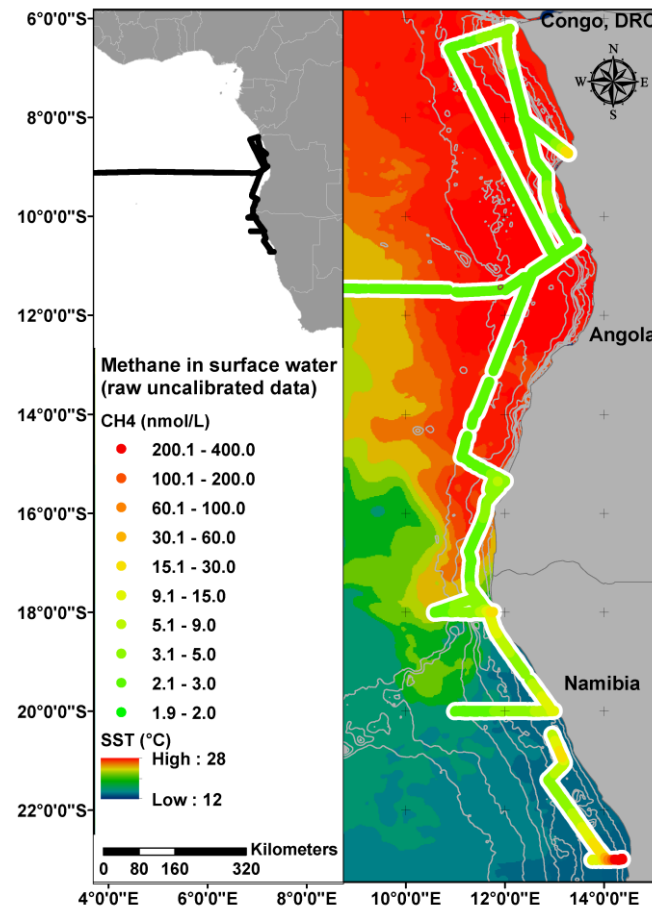 6°0'0"S
8°0'0"S
10°0'0"S
12°0'0"S
14°0'0"S
16°0'0"S
18°0'0"S
20°0'0"S
22°0'0"S
Congo, DRC
N
W E
S
Angola
Namibia
Methane in surface water
(raw uncalibrated data)
CH4 (nmol/L)
200.1 - 400.0
100.1 - 200.0
60.1 - 100.0
30.1 - 60.0
15.1 - 30.0
9.1 - 15.0
5.1 - 9.0
3.1 - 5.0
2.1 - 3.0
1.9 - 2.0
SST (°C)
High : 28
Low : 12
Kilometers
0 80 160 320
4°0'0"E 6°0'0"E 8°0'0"E 10°0'0"E 12°0'0"E 14°0'0"E